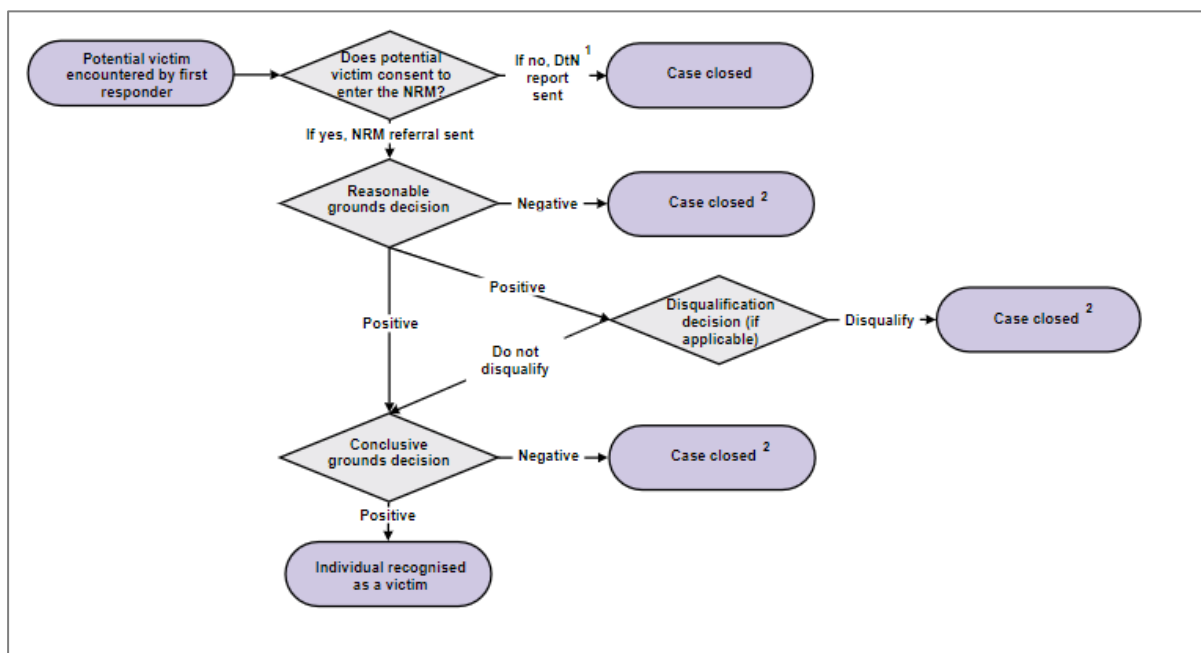 Potential victim
encountered by first
responder
Does potential
victim consent to
enter the NRM?
If no, DtN 1
report
sent
Case closed
If yes, NRM referral sent
Reasonable
grounds decision
Negative
Case closed 2
Positive
Positive
Disqualification
decision (if
applicable)
Disqualify
Case closed 2
Do not
disqualify
Conclusive
grounds decision
Negative
Case closed 2
Positive
Individual recognised
as a victim